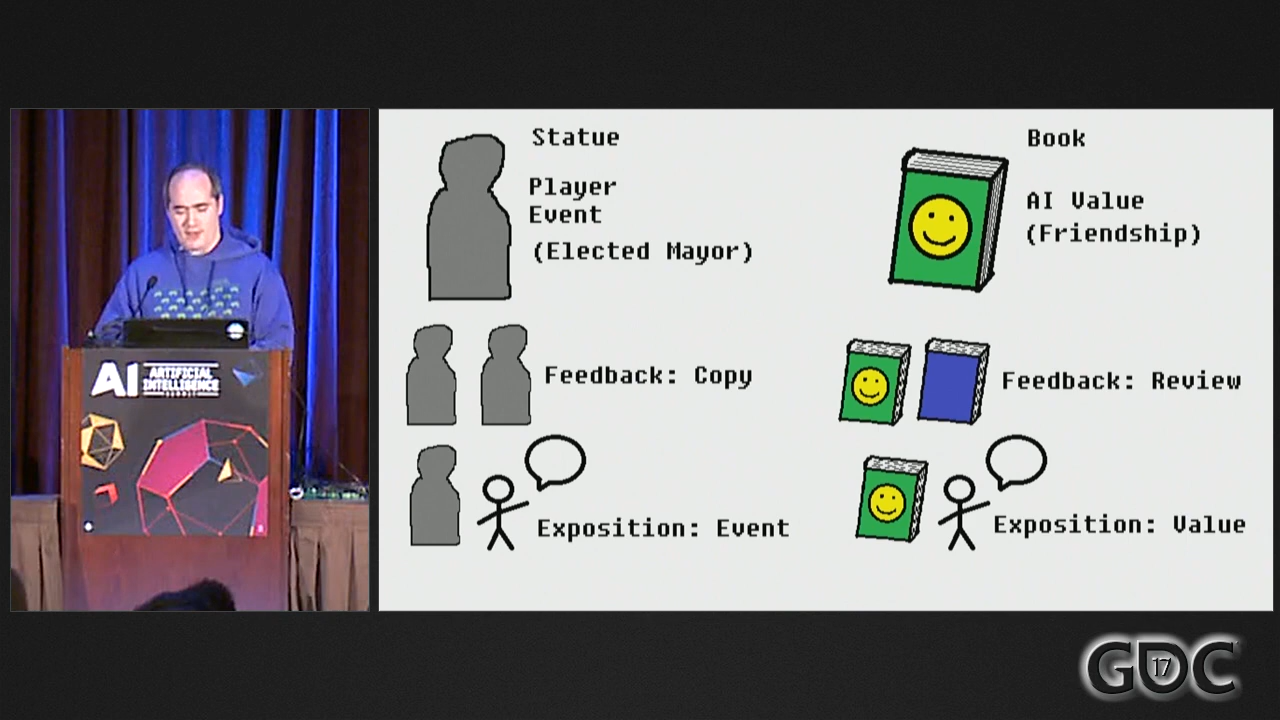 Statue
Player
Event
(Elected Mayor)
Feedback: Copy
Exposition: Event
Book
AI Value
(Friendship)
Feedback: Review
Exposition: Value
AI ARTIFICIAL
INTELLIGENCE
GDC 17